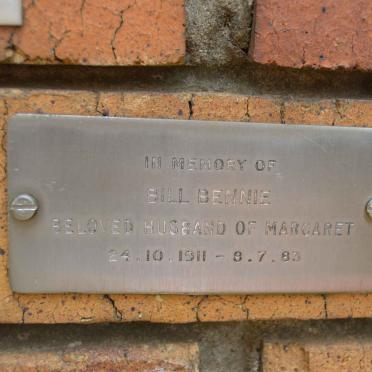 IN MEMORY OF
BILL BENNIE
BELOVED HUSBAND OF MARGARET
24.10.1911 - 8.7.83